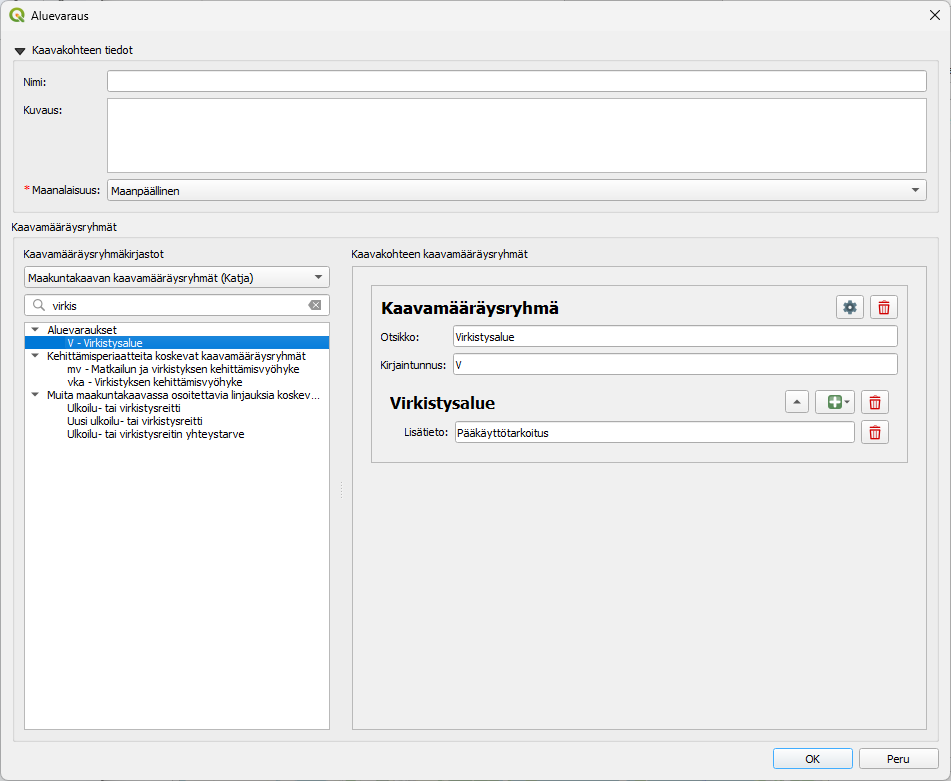 Aluevaraus
Kaavakohteen tiedot
Nimi:
Kuvaus:
* Maanalaisuus: Maanpäällinen
Kaavamääräysryhmät
Kaavamääräysryhmäkirjastot
Maakuntakaavan kaavamääräysryhmät (Katja)
virkis
Aluevaraukset
V - Virkistysalue
Kehittämisperiaatteita koskevat kaavamääräysryhmät
mv - Matkailun ja virkistyksen kehittämisvyöhyke
vka - Virkistyksen kehittämisvyöhyke
Muita maakuntakaavassa osoitettavia linjauksia koskev...
Ulkoilu- tai virkistysreitti
Uusi ulkoilu- tai virkistysreitti
Ulkoilu- tai virkistysreitin yhteystarve
Kaavakohteen kaavamääräysryhmät
Kaavamääräysryhmä
Otsikko: Virkistysalue
Kirjaintunnus: V
Virkistysalue
Lisätieto: Pääkäyttötarkoitus
OK Peru